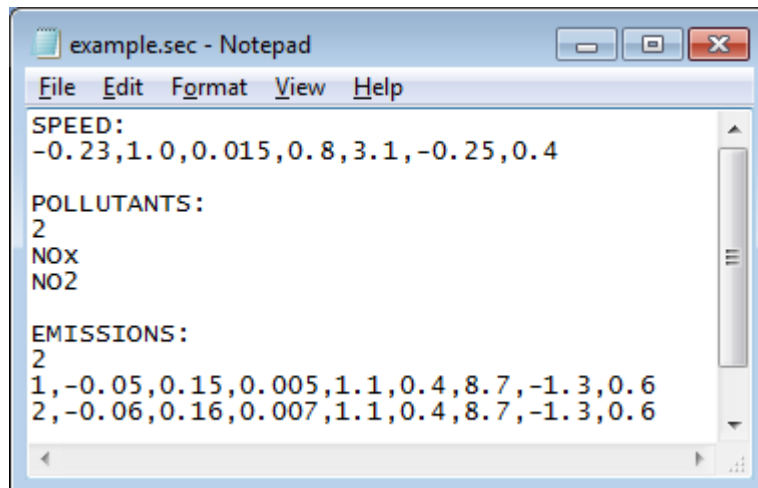 example.sec - Notepad
File Edit Format View Help
SPEED:
-0.23,1.0,0.015,0.8,3.1,-0.25,0.4
POLLUTANTS:
2
NOx
NO2
EMISSIONS:
2
1,-0.05,0.15,0.005,1.1,0.4,8.7,-1.3,0.6
2,-0.06,0.16,0.007,1.1,0.4,8.7,-1.3,0.6